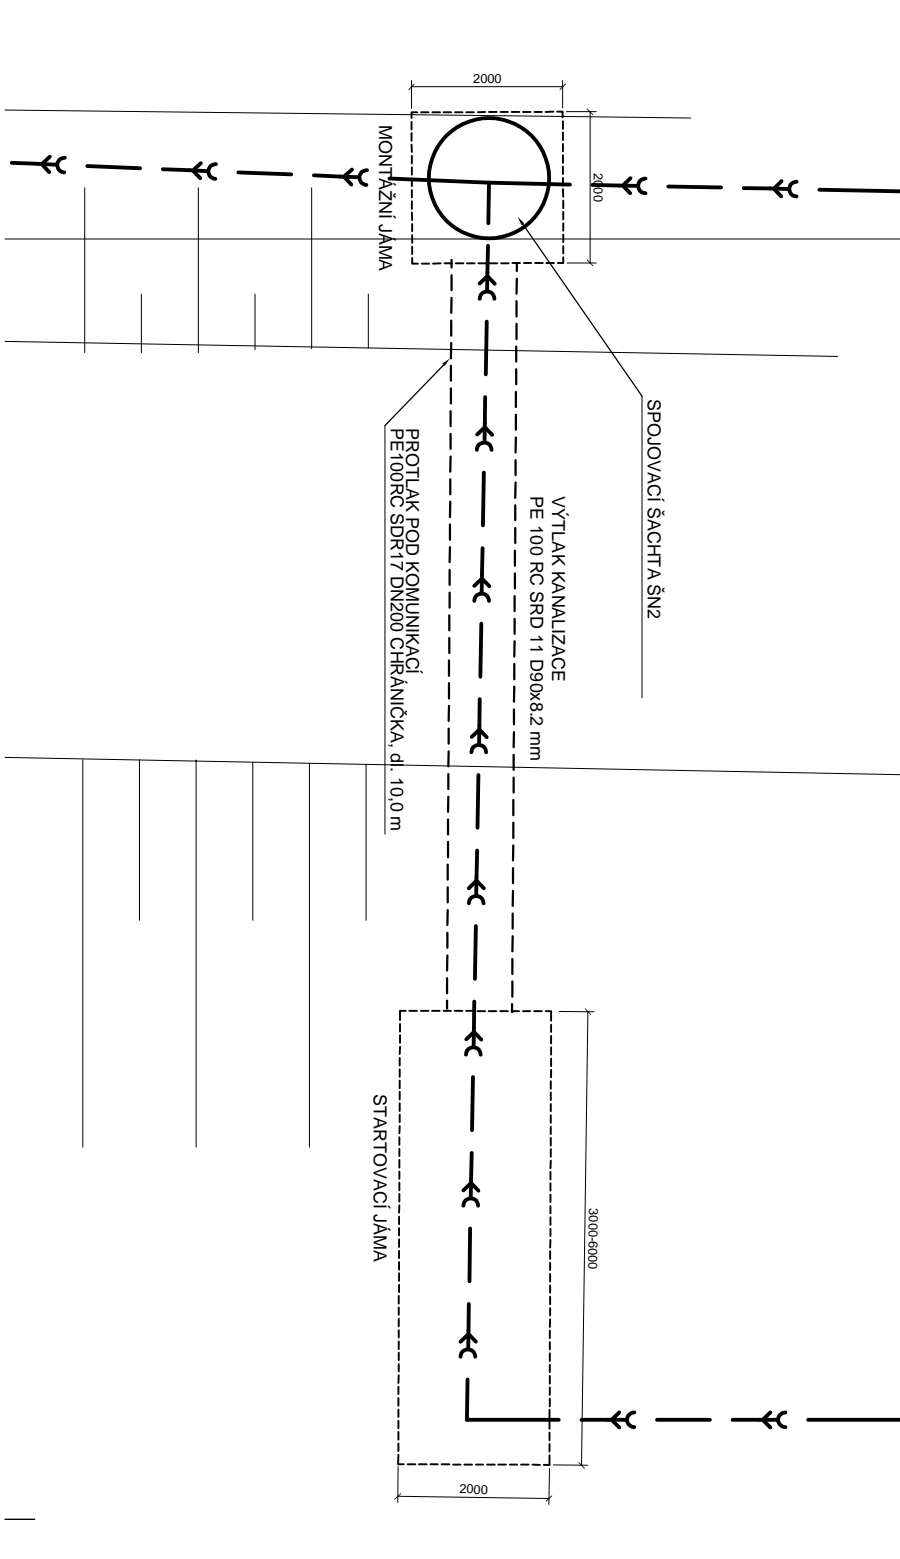 2000
2000
MONTÁŽNÍ JÁMA
SPOJOVACÍ ŠACHTA ŠN2
VÝTLAK KANALIZACE
PE 100 RC SRD 11 D90x8.2 mm
PROTLAK POD KOMUNIKACÍ
PE100RC SDR17 DN200 CHRÁNIČKA, dl. 10,0 m
STARTOVACÍ JÁMA
3000-6000
2000